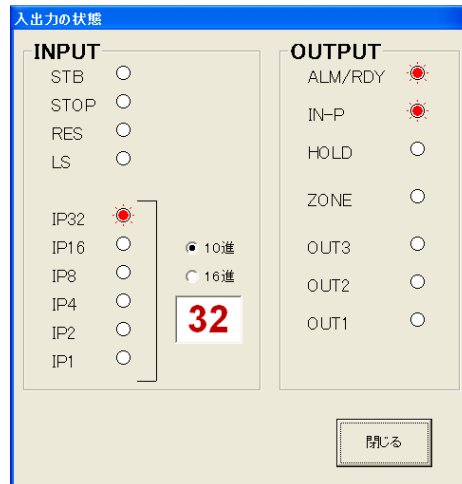 入出力の状態
INPUT
STB
STOP
RES
LS
IP32
IP16
IP8
IP4
IP2
IP1
10進
16進
32
OUTPUT
ALM/RDY
IN-P
HOLD
ZONE
OUT3
OUT2
OUT1
閉じる